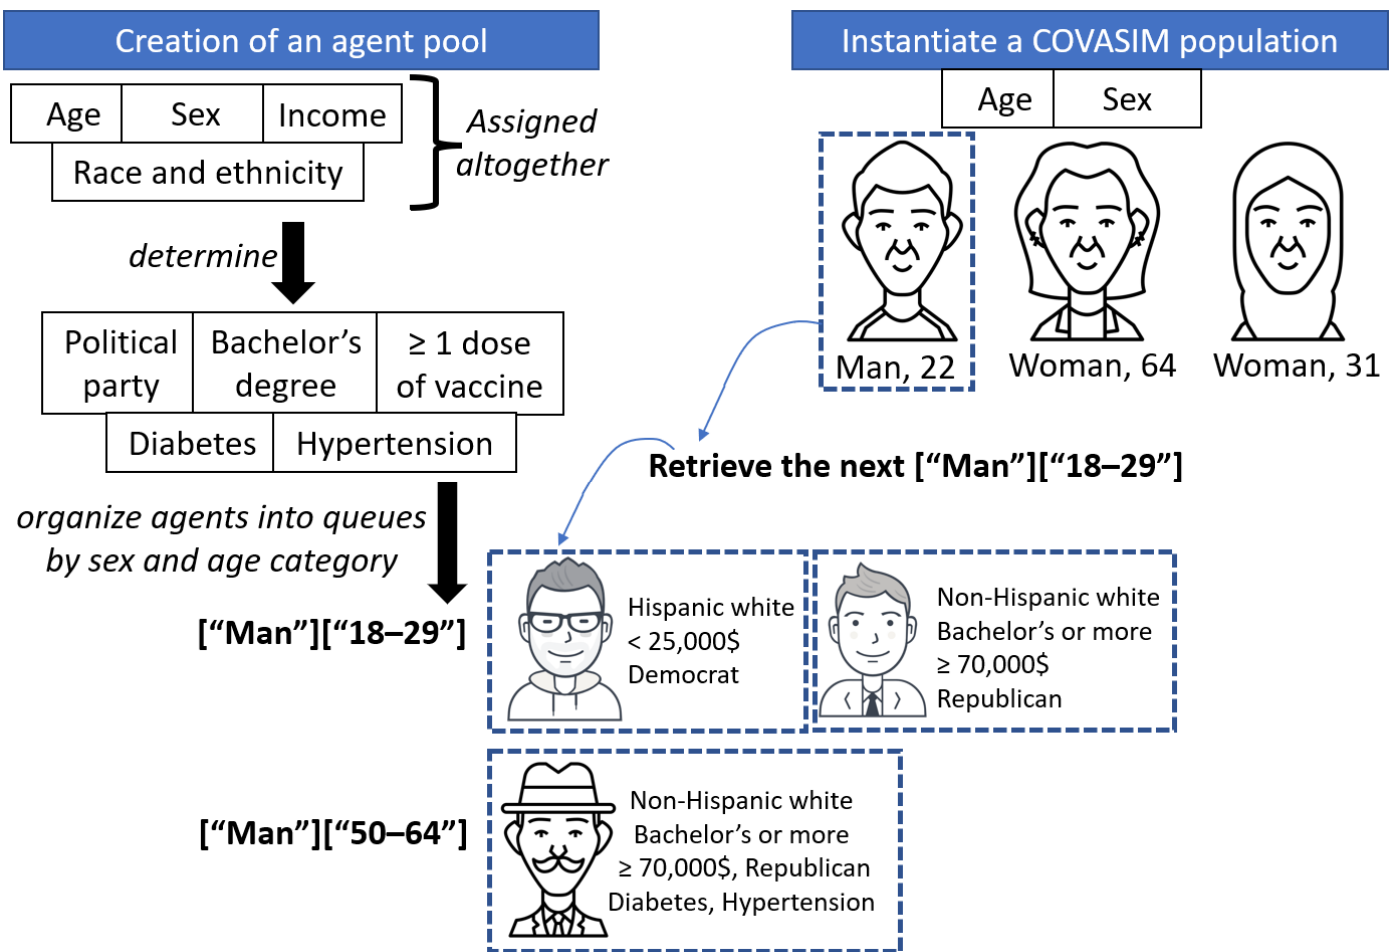 Creation of an agent pool
Age
Sex
Income
Race and ethnicity
Assigned
altogether
determine
Political
party
Bachelor’s
degree
≥ 1 dose
of vaccine
Diabetes
Hypertension
organize agents into queues
by sex and age category
Instantiate a COVASIM population
Age
Sex
Man, 22
Woman, 64
Woman, 31
Retrieve the next [“Man”][“18–29”]
[“Man”][“18–29”]
Hispanic white
< 25,000$
Democrat
Non-Hispanic white
Bachelor’s or more
≥ 70,000$
Republican
[“Man”][“50–64”]
Non-Hispanic white
Bachelor’s or more
≥ 70,000$, Republican
Diabetes, Hypertension